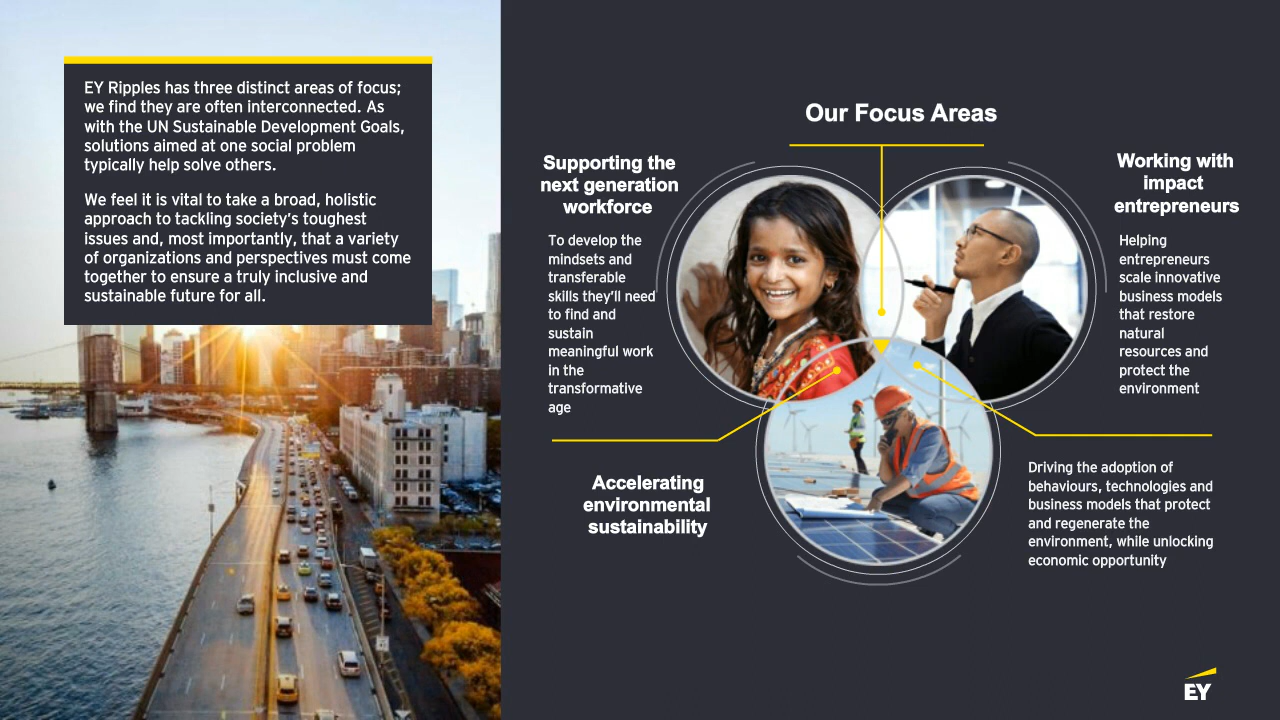 EY Ripples has three distinct areas of focus;
we find they are often interconnected. As
with the UN Sustainable Development Goals,
solutions aimed at one social problem
typically help solve others.
We feel it is vital to take a broad, holistic
approach to tackling society's toughest
issues and, most importantly, that a variety
of organizations and perspectives must come
together to ensure a truly inclusive and
sustainable future for all.
Our Focus Areas
Supporting the
next generation
workforce
To develop the
mindsets and
transferable
skills they'll need
to find and
sustain
meaningful work
in the
transformative
age
Working with
impact
entrepreneurs
Helping
entrepreneurs
scale innovative
business models
that restore
natural
resources and
protect the
environment
Accelerating
environmental
sustainability
Driving the adoption of
behaviours, technologies and
business models that protect
and regenerate the
environment, while unlocking
economic opportunity
EY